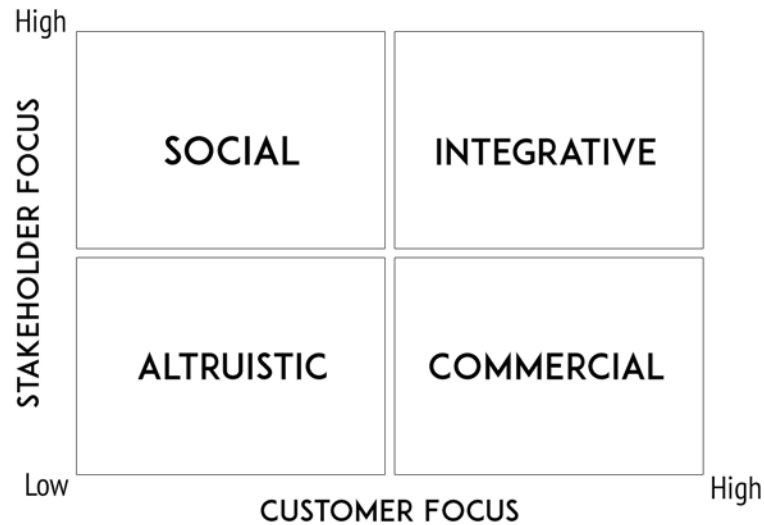 High
STAKEHOLDER FOCUS
SOCIAL
INTEGRATIVE
ALTRUISTIC
COMMERCIAL
Low
High
CUSTOMER FOCUS